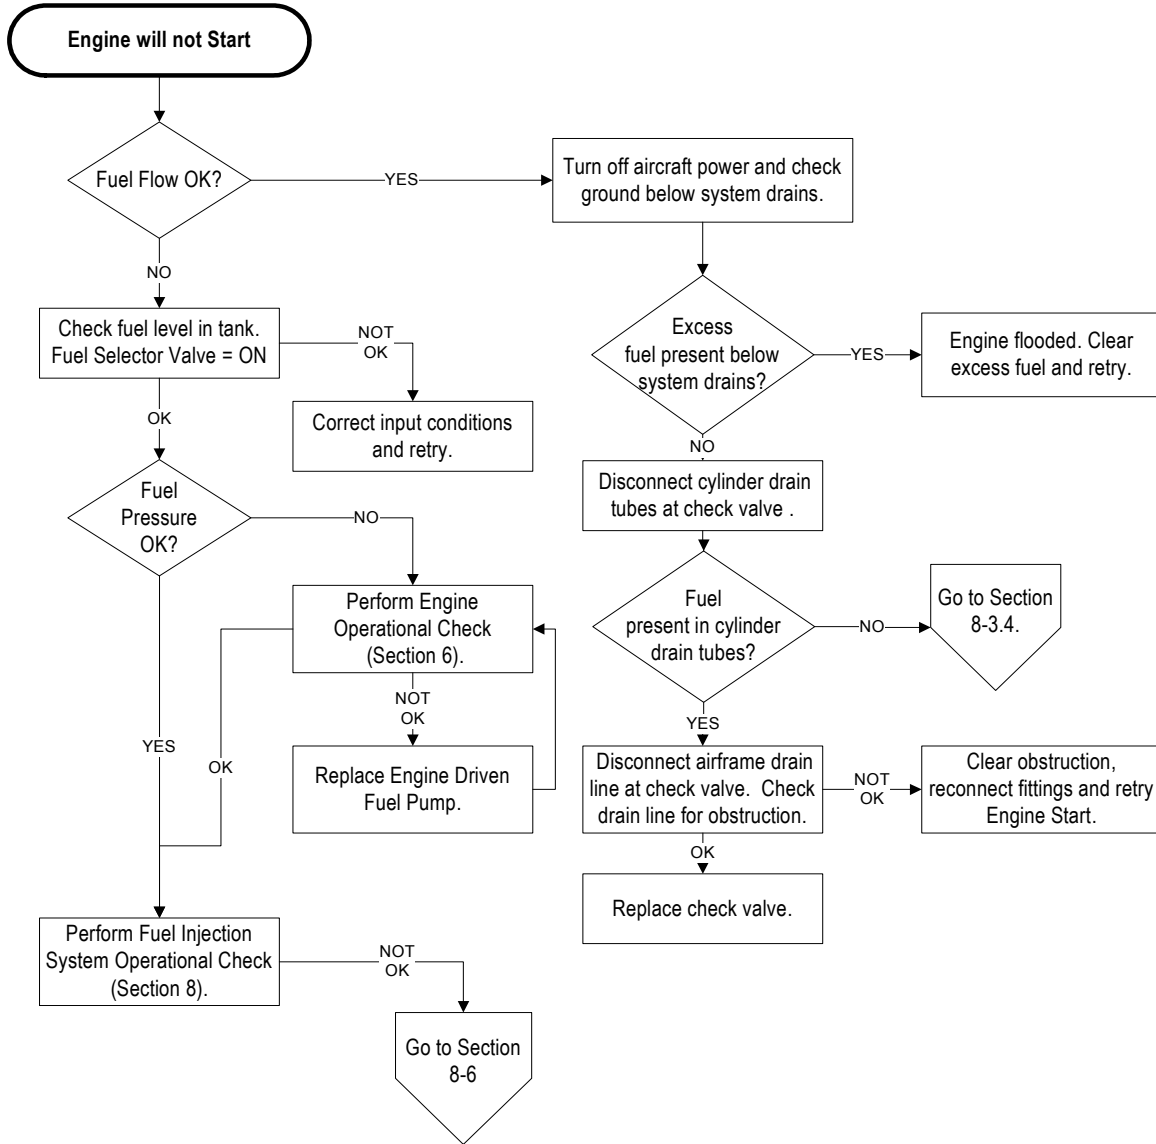 Engine will not Start
Fuel Flow OK?
YES
Turn off aircraft power and check
ground below system drains.
NO
Check fuel level in tank.
Fuel Selector Valve = ON
NOT
OK
Correct input conditions
and retry.
OK
Excess
fuel present below
system drains?
YES
Engine flooded. Clear
excess fuel and retry.
NO
Disconnect cylinder drain
tubes at check valve .
Fuel
Pressure
OK?
NO
Perform Engine
Operational Check
(Section 6).
NOT
OK
Replace Engine Driven
Fuel Pump.
OK
YES
Fuel
present in cylinder
drain tubes?
NO
Go to Section
8-3.4.
YES
Disconnect airframe drain
line at check valve. Check
drain line for obstruction.
NOT
OK
Clear obstruction,
reconnect fittings and retry
Engine Start.
OK
Replace check valve.
Perform Fuel Injection
System Operational Check
(Section 8).
NOT
OK
Go to Section
8-6